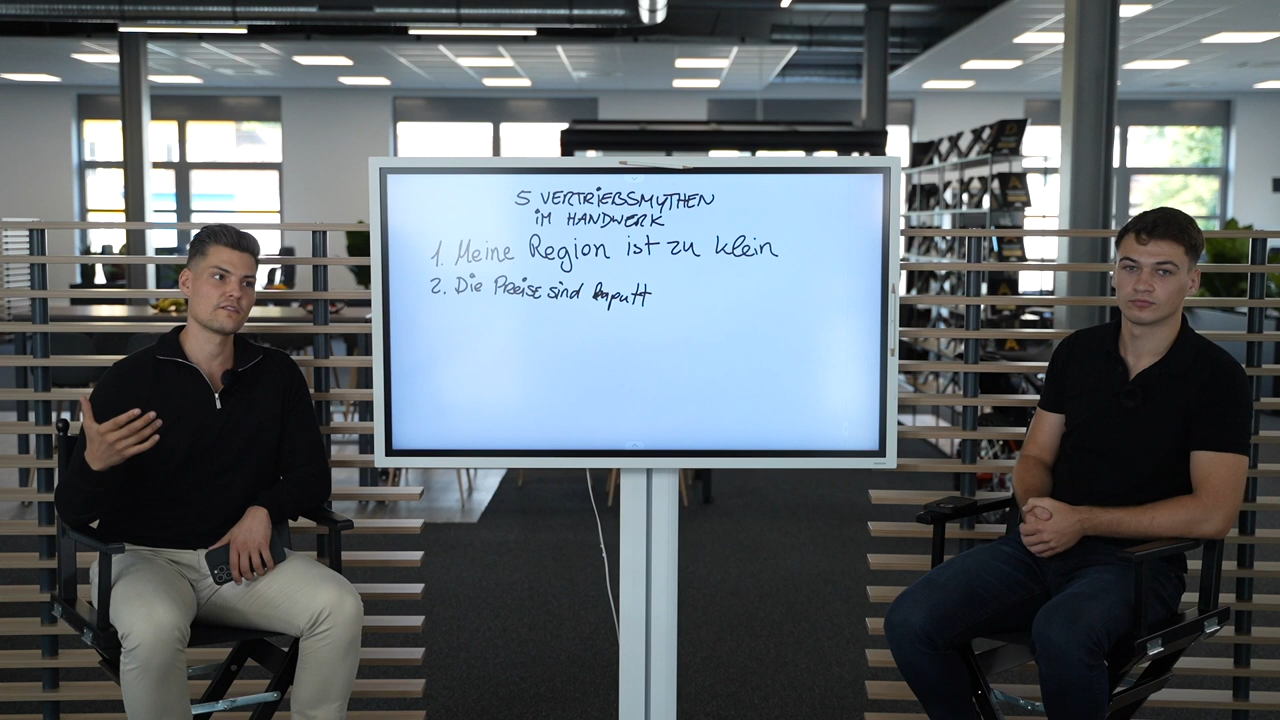 5 VERTRIEBSMYTHEN
IM HANDWERK
1. Meine Region ist zu klein
2. Die Preise sind kaputt